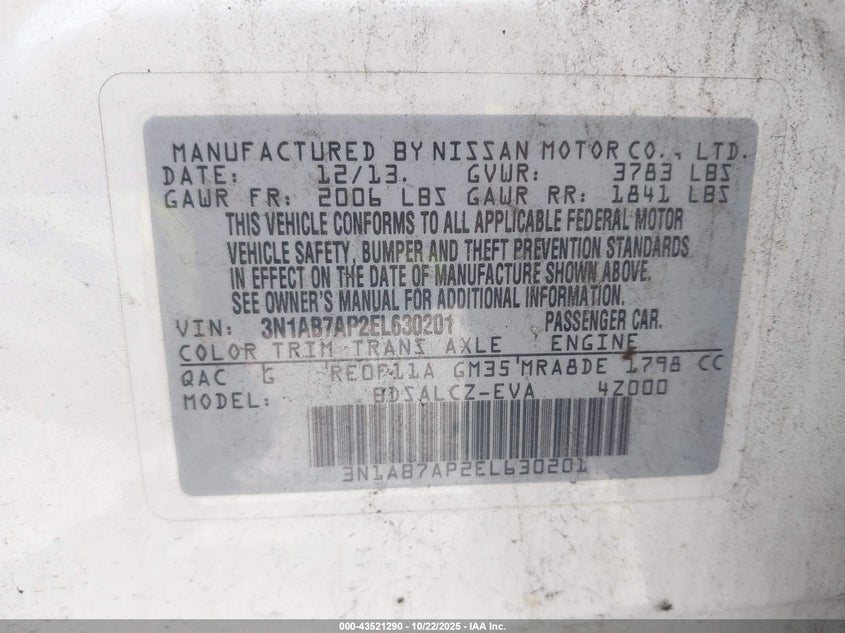 MANUFACTURED BY NISSAN MOTOR CO., LTD.
DATE: 12/13. GVWR: 3783 LBS
GAWR FR: 2006 LBS GAWR RR: 1841 LBS
THIS VEHICLE CONFORMS TO ALL APPLICABLE FEDERAL MOTOR
VEHICLE SAFETY, BUMPER AND THEFT PREVENTION STANDARDS
IN EFFECT ON THE DATE OF MANUFACTURE SHOWN ABOVE.
SEE OWNER'S MANUAL FOR ADDITIONAL INFORMATION.
VIN: 3N1AB7AP2EL630201 PASSENGER CAR.
COLOR TRIM TRANS AXLE ENGINE
QAC G RE0F11A GM35 MRA8DE 1798 CC
MODEL: BDSALCZ-EVA 4Z000
3N1AB7AP2EL630201
000-43521290 - 10/22/2025 - IAA Inc.